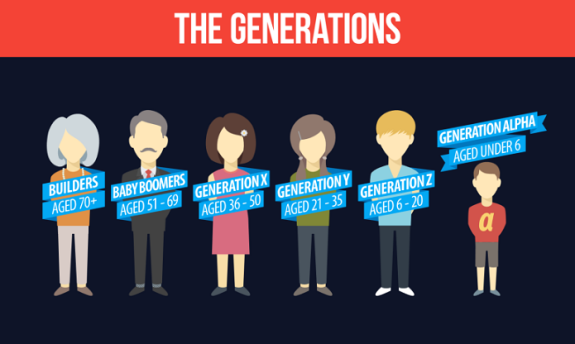 THE GENERATIONS
BUILDERS
AGED 70+
BABY BOOMERS
AGED 51 - 69
GENERATION X
AGED 36 - 50
GENERATION Y
AGED 21 - 35
GENERATION Z
AGED 6 - 20
GENERATION ALPHA
AGED UNDER 6
α